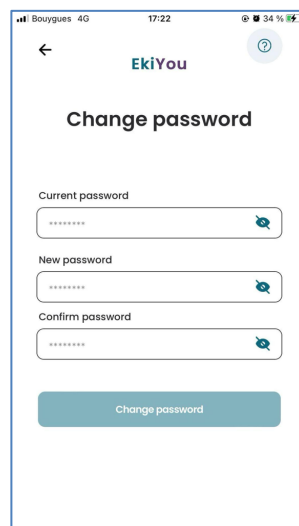 Bouygues 4G 17:22 34 %
?
EkiYou
Change password
Current password
********
New password
********
Confirm password
********
Change password